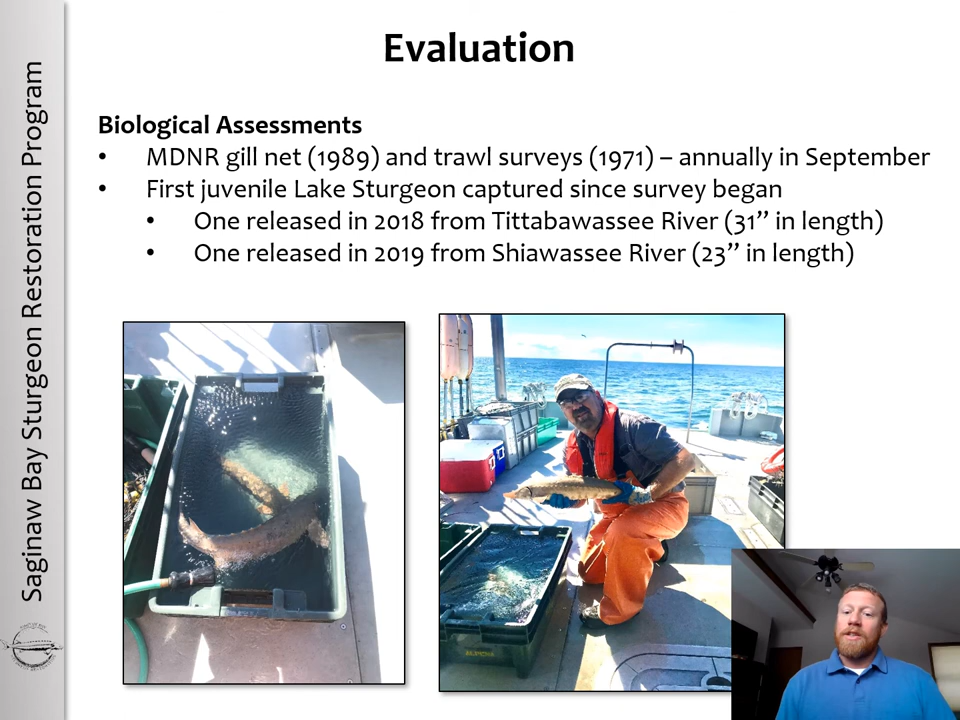 Evaluation
Saginaw Bay Sturgeon Restoration Program
Biological Assessments
• MDNR gill net (1989) and trawl surveys (1971) – annually in September
• First juvenile Lake Sturgeon captured since survey began
• One released in 2018 from Tittabawassee River (31” in length)
• One released in 2019 from Shiawassee River (23” in length)
ALPENA